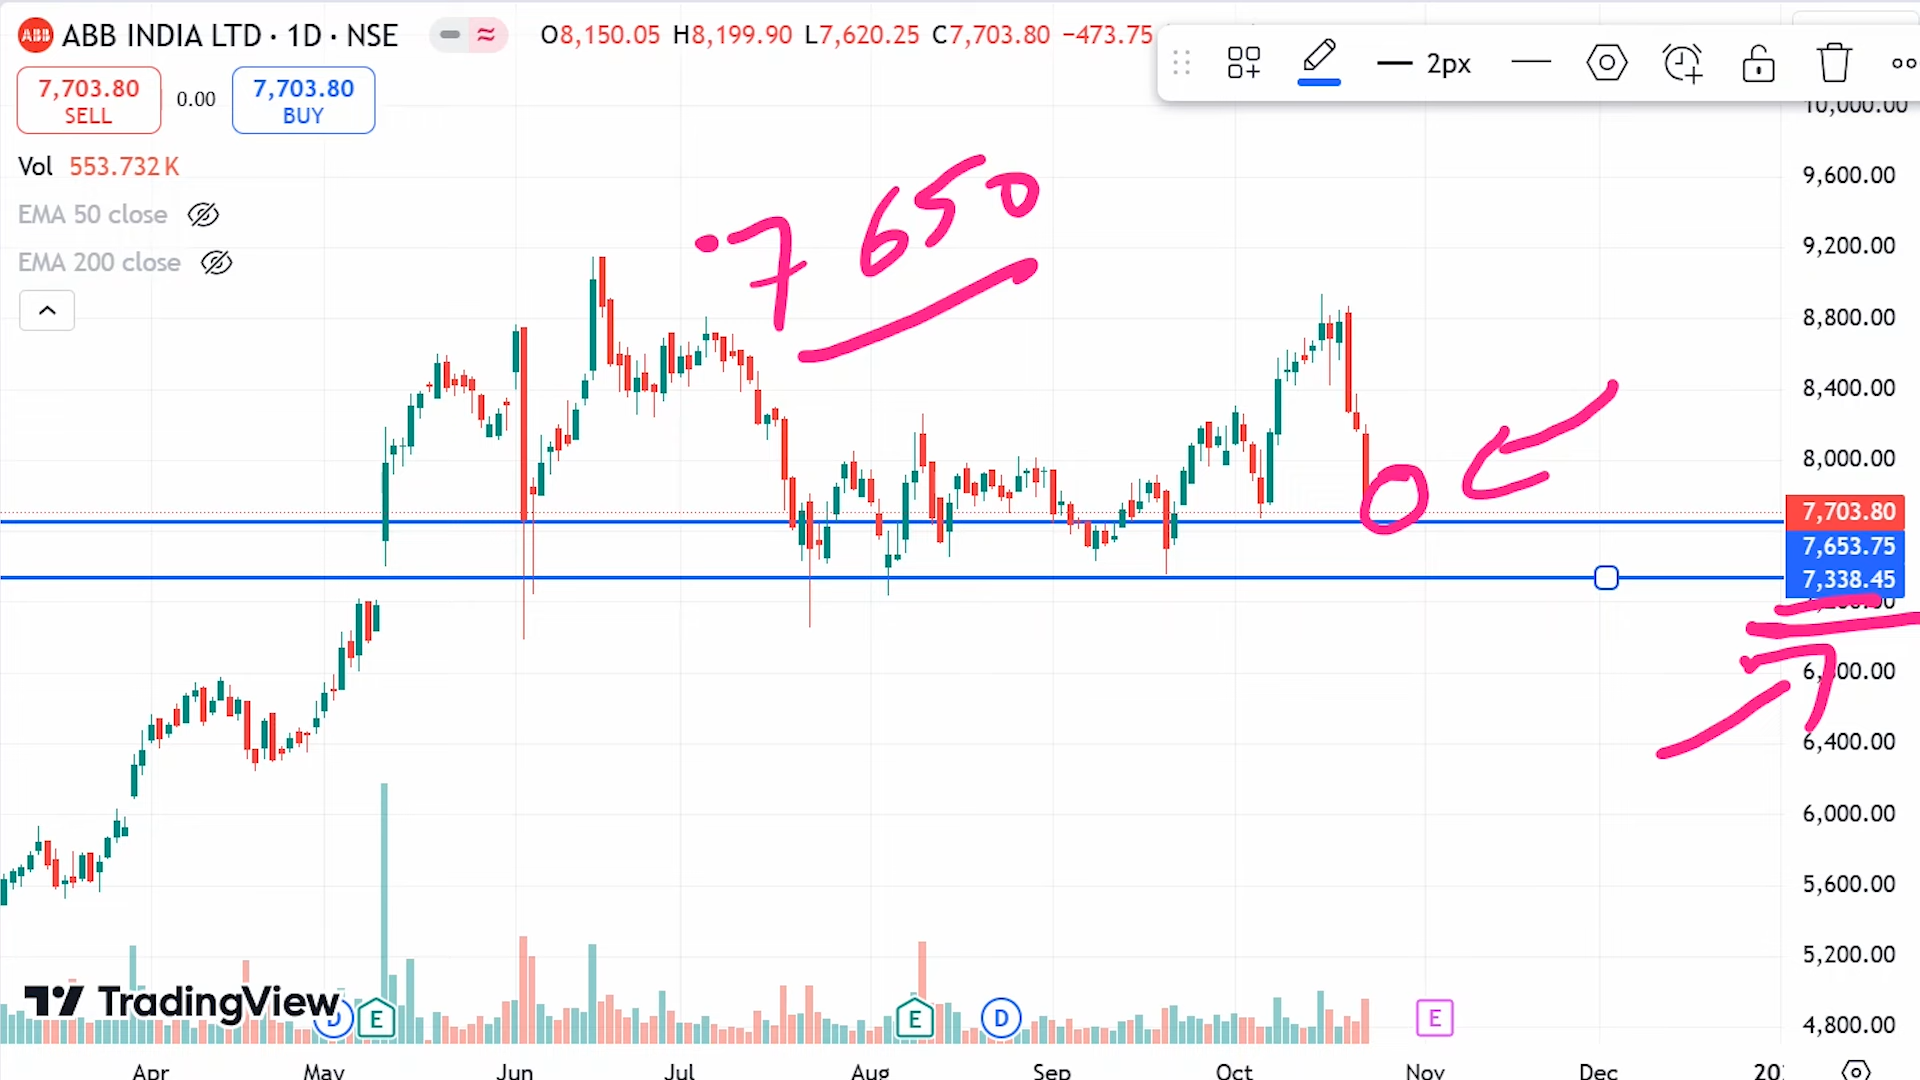 ABB INDIA LTD · 1D · NSE
O8,150.05 H8,199.90 L7,620.25 C7,703.80 −473.75
2px
7,703.80 SELL
0.00
7,703.80 BUY
Vol 553.732 K
EMA 50 close
EMA 200 close
7650
10,000.00
9,600.00
9,200.00
8,800.00
8,400.00
8,000.00
7,703.80
7,653.75
7,338.45
6,400.00
6,000.00
5,600.00
5,200.00
4,800.00
TradingView
D E E D E
Apr May Jun Jul Aug Sep Oct Nov Dec